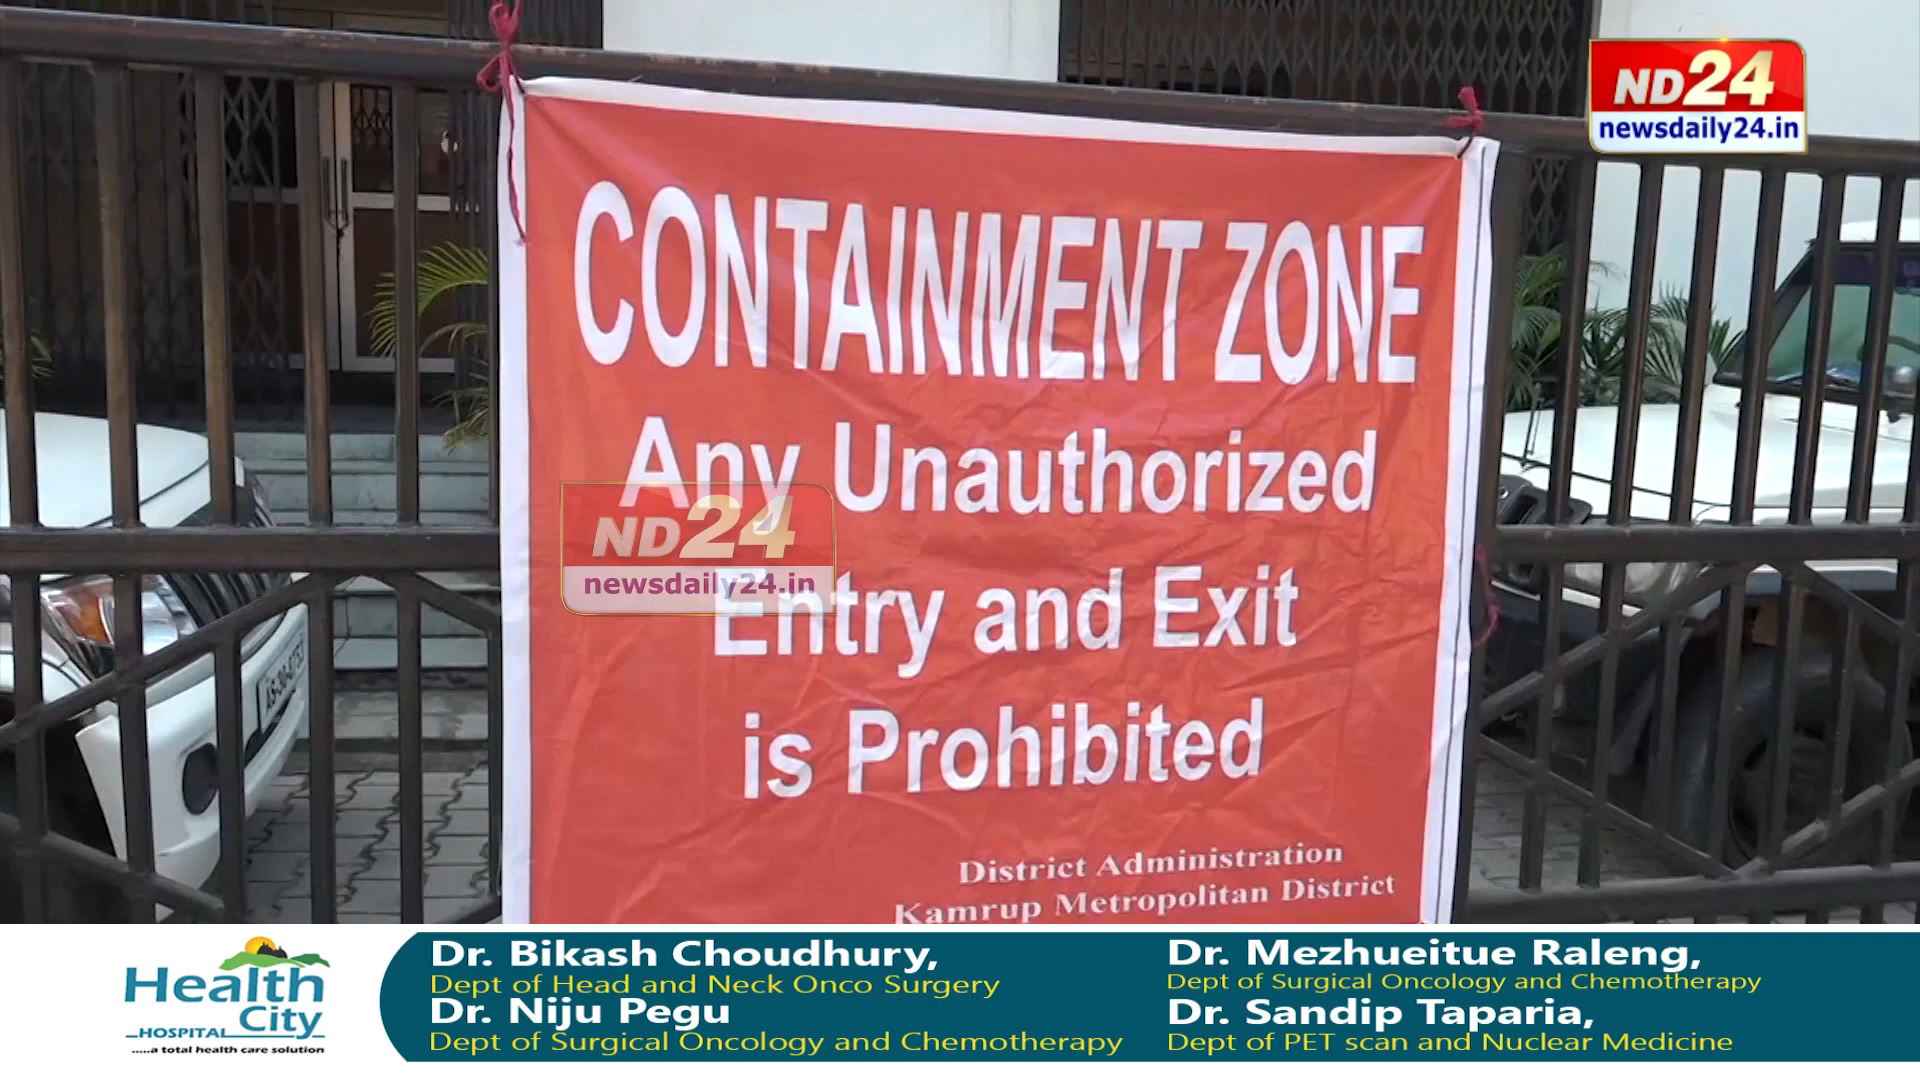 ND24
newsdaily24.in
CONTAINMENT ZONE
Any Unauthorized
ND24
newsdaily24.in
Entry and Exit
is Prohibited
District Administration
Kamrup Metropolitan District
Health
City
HOSPITAL
.....a total health care solution
Dr. Bikash Choudhury,
Dept of Head and Neck Onco Surgery
Dr. Niju Pegu
Dept of Surgical Oncology and Chemotherapy
Dr. Mezhueitue Raleng,
Dept of Surgical Oncology and Chemotherapy
Dr. Sandip Taparia,
Dept of PET scan and Nuclear Medicine